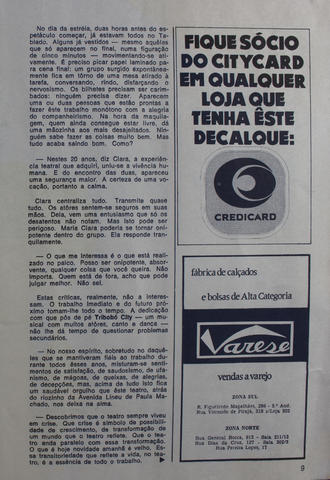 No dia da estréia, duas horas antes do es-
petáculo começar, já estavam todos no Ta-
blado. Alguns já vestidos — mesmo aquêles
que só aparecem no final, numa figuração
de cinco minutos — movimentando-se ati-
vamente. É preciso picar papel laminado pa-
ra cena final: um grupo surgido expontânea-
mente fica em tôrno de uma mesa atirado à
tarefa, conversando, rindo, disfarçando o
nervosismo. Os bilhetes precisam ser carim-
bados: ninguém precisa dizer. Aparecem
uma ou duas pessoas que estão prontas a
fazer êste trabalho monótono com a alegria
do companheirismo. Na hora da maquila-
gem, quem ainda consegue estar livre, dá
uma mãozinha aos mais desajeitados. Nin-
guém sabe fazer as coisas muito bem. Mas
tudo acaba saindo bom. Como?
— Nestes 20 anos, diz Clara, a experiên-
cia teatral que adquiri, uniu-se a vivência hu-
mana. E do encontro das duas, apareceu
uma segurança maior. A certeza de uma vo-
cação, portanto a calma.
Clara centraliza tudo. Transmite quase
tudo. Os atôres sentem-se seguros em suas
mãos. Dela, vem uma entusiasmo que só os
desatentos não notam. Mas isto pode ser
perigoso. Maria Clara poderia se tornar oni-
potente dentro do grupo. Ela responde tran-
quilamente.
— O que me interessa é o que está reali-
zado no palco. Posso ser onipotente, absor-
vente, qualquer coisa que você queira. Não
importa. Quem está de fora, acho que pode
julgar melhor. Não sei.
Estas críticas, realmente, não a interes-
sam. O trabalho imediato e do futuro pró-
ximo tomam-lhe todo o tempo. A dedicação
com que pôs de pé Tribobó City — um mu-
sical com muitos atôres, canto e dança —
não lhe dá tempo de questionar problemas
secundários.
— No nosso espírito, sobretudo no daquê-
les que se mantiveram fiéis ao trabalho du-
rante todos êsses anos, misturam-se senti-
mentos de satisfação, de saudosismo, de ufa-
nismo, de mágoas, de queixas, de alegrias,
de decepções, mas, acima de tudo isto fica
um saudável orgulho que êste teatro, atrás
do riozinho da Avenida Lineu de Paula Ma-
chado, nos deixa na alma.
— Descobrimos que o teatro sempre viveu
em crise. Que crise é símbolo de possibili-
dade de crescimento, de transformação de
um mundo que o teatro reflete. Que o tea-
tro anda paralelo com essa transformação.
O que é hoje novidade amanhã é velho. Es-
sa transitoriedade que reflete a vida, no tea-
tro, é a essência de todo o trabalho.
FIQUE SÓCIO
DO CITYCARD
EM QUALQUER
LOJA QUE
TENHA ÊSTE
DECALQUE:
CREDICARD
fábrica de calçados
e bolsas de Alta Categoria
Varese
vendas a varejo
ZONA SUL
R. Figueiredo Magalhães, 286 - S.
Rua Visconde de Pirajá,
ZONA NORTE
Rua General Rocca, 913 - Sala 211/12
Rua Dias da Cruz, 127 - Sala
Rua Pereira Lopes, 17
9